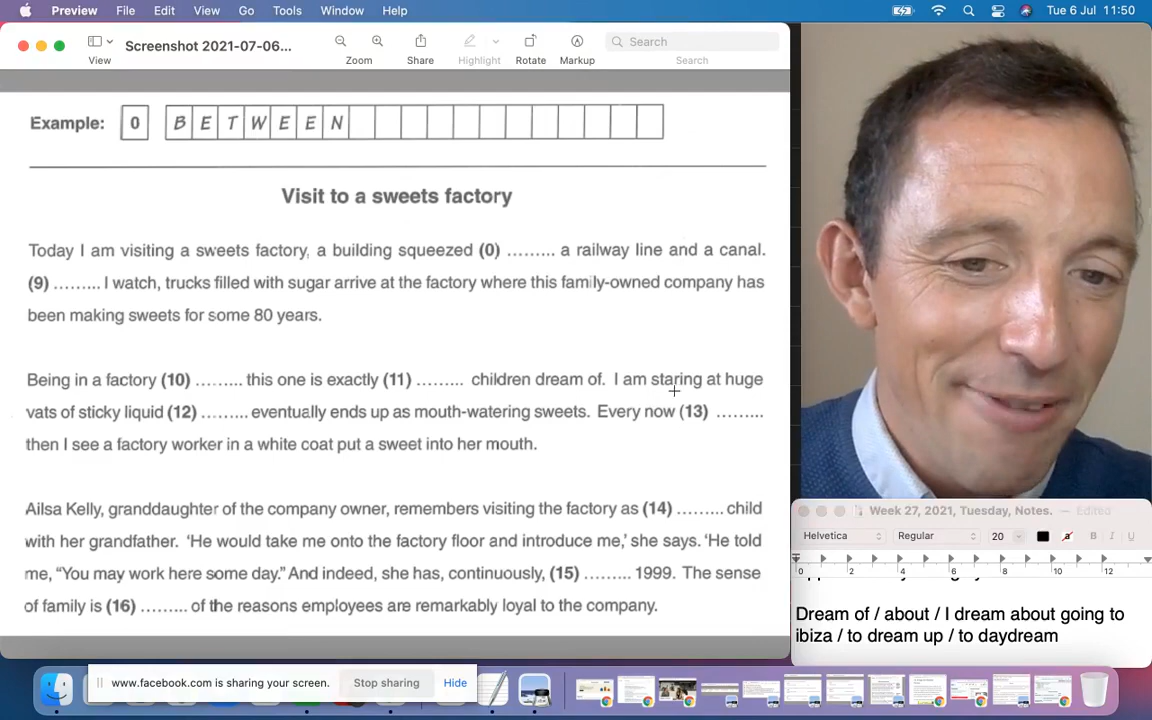 Preview File Edit View Go Tools Window Help Tue 6 Jul 11:50
Screenshot 2021-07-06... Search
View Zoom Share Highlight Rotate Markup Search
Example: 0 BETWEEN
Visit to a sweets factory
Today I am visiting a sweets factory, a building squeezed (0) ......... a railway line and a canal.
(9) ......... I watch, trucks filled with sugar arrive at the factory where this family-owned company has
been making sweets for some 80 years.
Being in a factory (10) ......... this one is exactly (11) ......... children dream of. I am staring at huge
vats of sticky liquid (12) ......... eventually ends up as mouth-watering sweets. Every now (13) .........
then I see a factory worker in a white coat put a sweet into her mouth.
Ailsa Kelly, granddaughter of the company owner, remembers visiting the factory as (14) ......... child
with her grandfather. 'He would take me onto the factory floor and introduce me,' she says. 'He told
me, "You may work here some day." And indeed, she has, continuously, (15) ......... 1999. The sense
of family is (16) ......... of the reasons employees are remarkably loyal to the company.
Week 27, 2021, Tuesday, Notes. — Edited
Helvetica Regular 20 a B I U
0 2 4 6 8 10 12
Dream of / about / I dream about going to
ibiza / to dream up / to daydream
www.facebook.com is sharing your screen. Stop sharing Hide